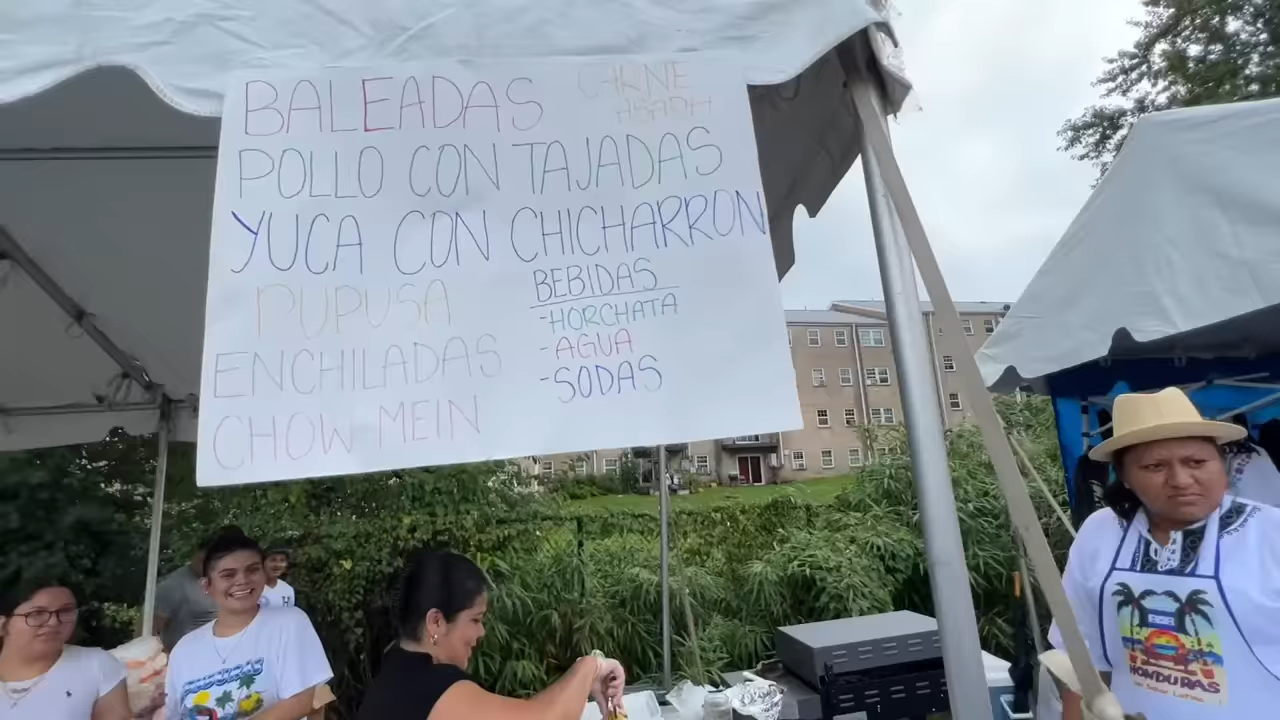 BALEADAS
CARNE
ASADA
POLLO CON TAJADAS
YUCA CON CHICHARRON
PUPUSA
ENCHILADAS
CHOW MEIN
BEBIDAS
-HORCHATA
-AGUA
-SODAS
HONDURAS